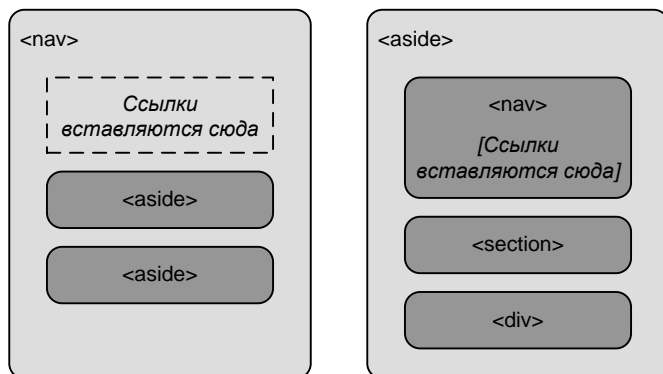 <nav>
Ссылки
вставляются сюда
<aside>
<aside>
<aside>
<nav>
[Ссылки
вставляются сюда]
<section>
<div>